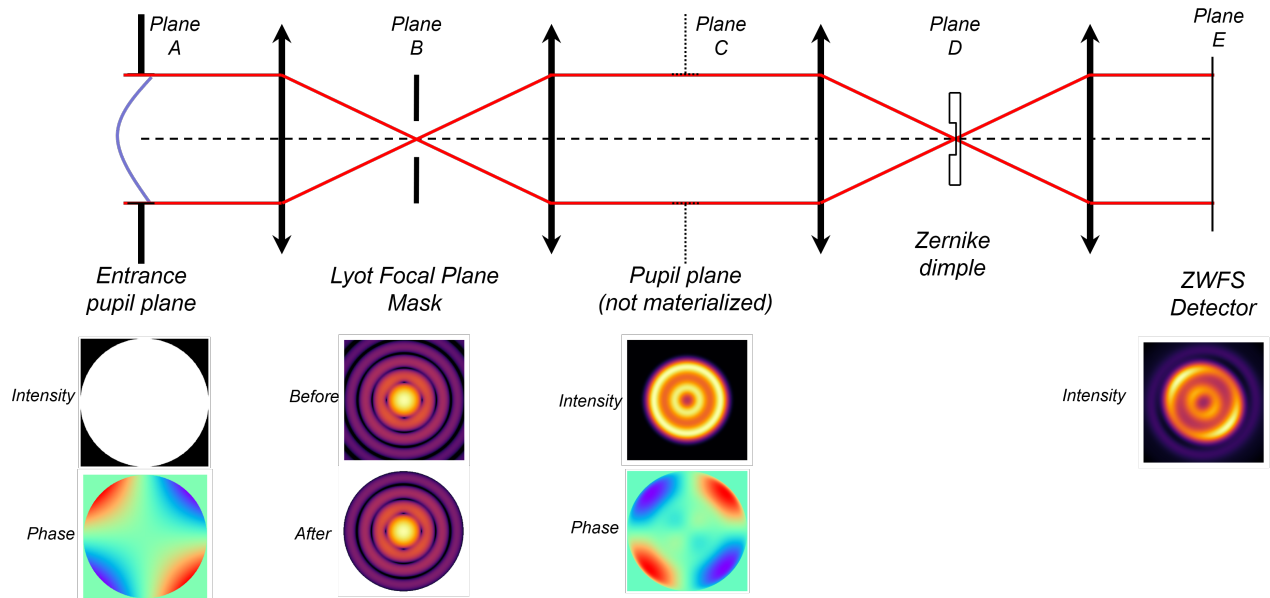 Plane
A
Plane
B
Plane
C
Plane
D
Plane
E
Entrance
pupil plane
Lyot Focal Plane
Mask
Pupil plane
(not materialized)
Zernike
dimple
ZWFS
Detector
Intensity
Before
Intensity
Intensity
Phase
After
Phase